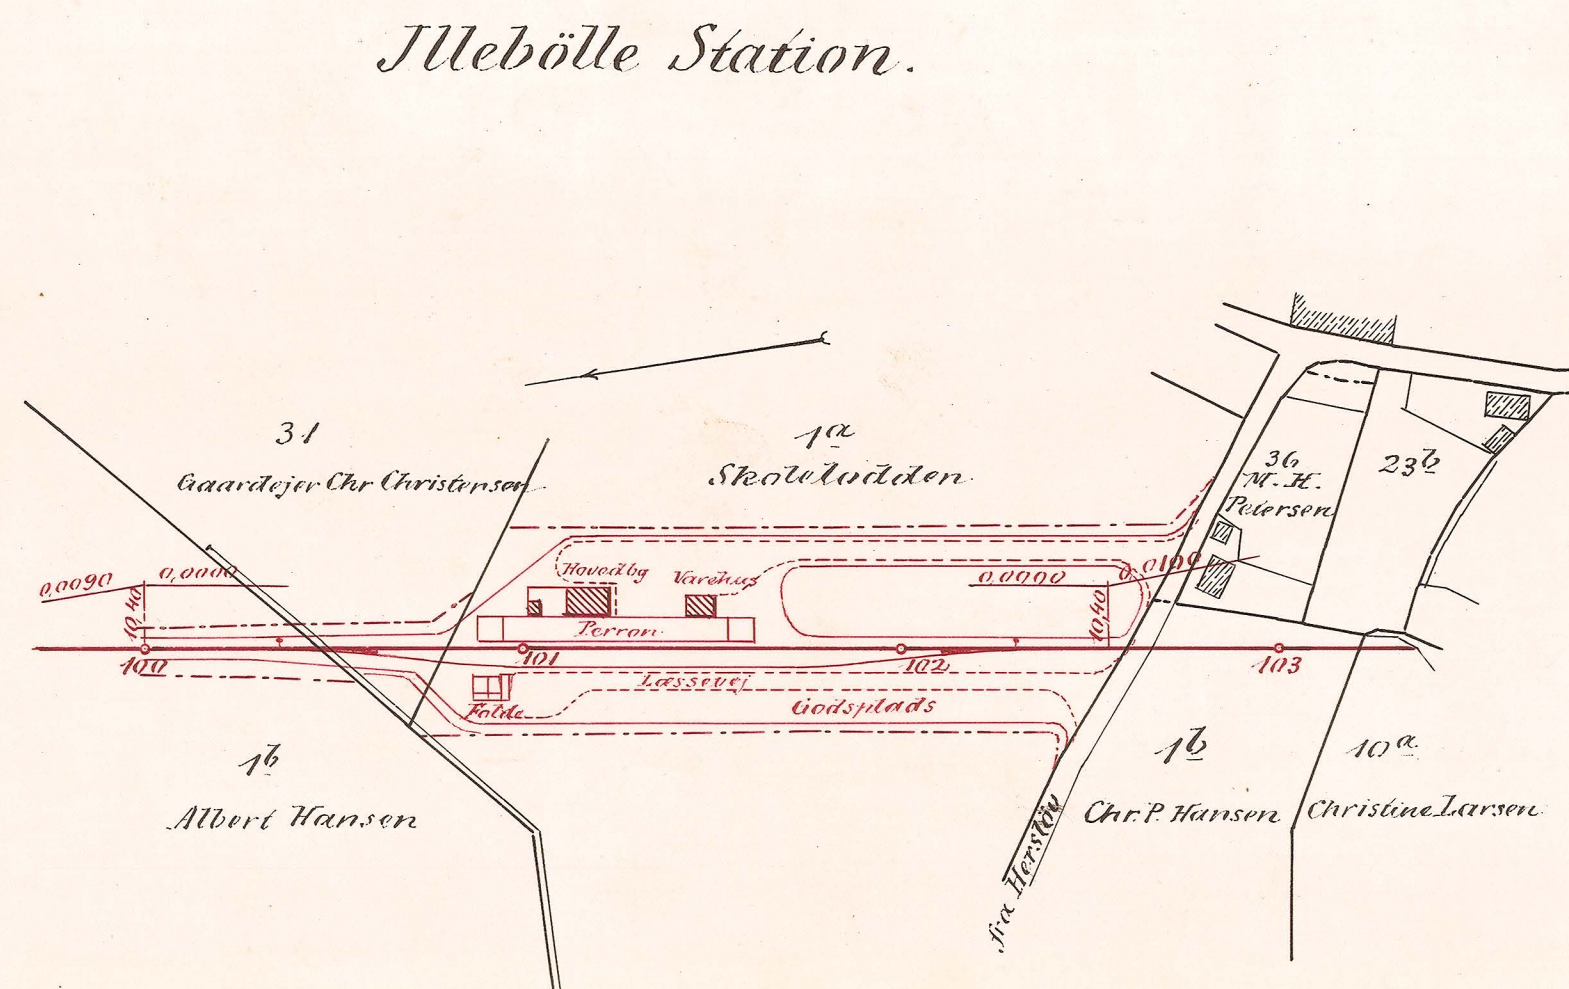 Illebölle Station.
31
Gaardejer Chr Christensen
1a
Skolelodden
36
M. H.
Petersen
23b
0,0090
0,0000
10,40
Hovedbg
Varehus
0,0000
0,0100
10,40
Perron
100
101
102
103
Læssevej
Folde
Godsplads
1b
Albert Hansen
1b
Chr. P. Hansen
10a
Christine Larsen
fra Herslöv